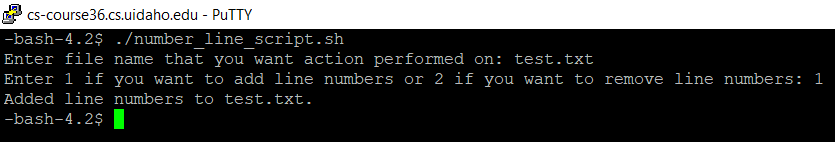 cs-course36.cs.uidaho.edu - PuTTY
-bash-4.2$ ./number_line_script.sh
Enter file name that you want action performed on: test.txt
Enter 1 if you want to add line numbers or 2 if you want to remove line numbers: 1
Added line numbers to test.txt.
-bash-4.2$